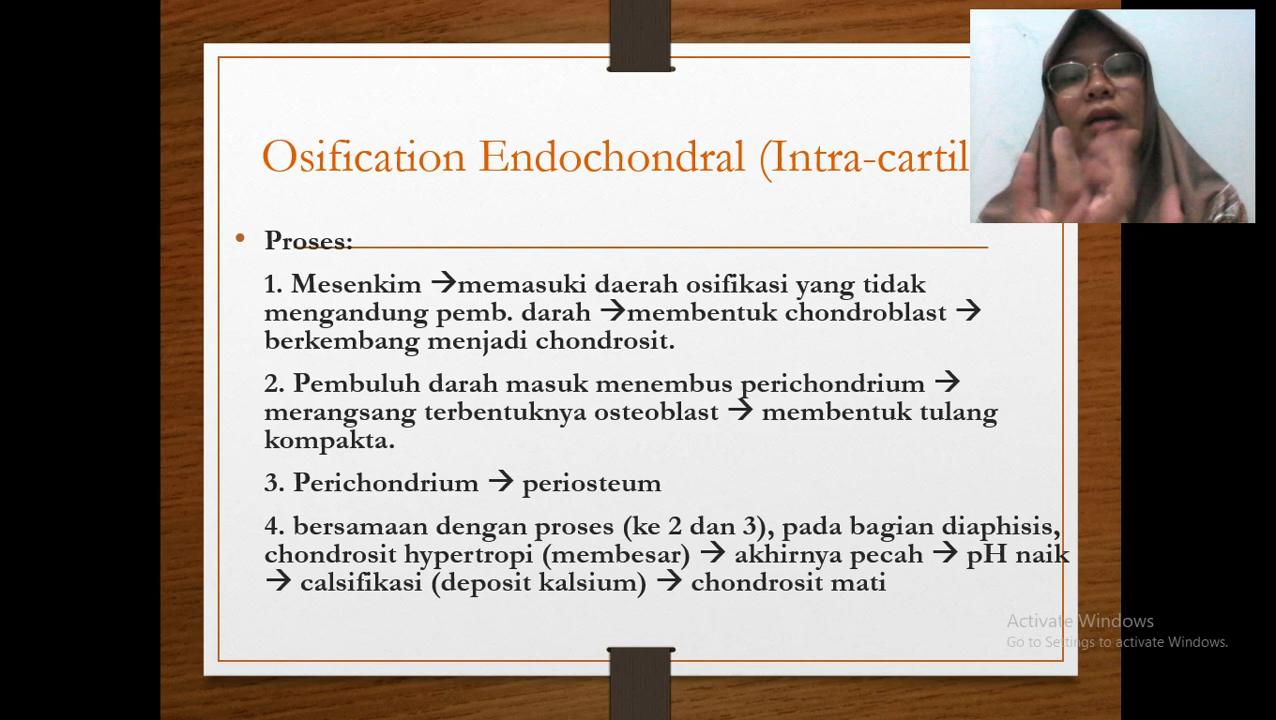 Osification Endochondral (Intra-cartil
• Proses:
1. Mesenkim →memasuki daerah osifikasi yang tidak
mengandung pemb. darah →membentuk chondroblast →
berkembang menjadi chondrosit.
2. Pembuluh darah masuk menembus perichondrium →
merangsang terbentuknya osteoblast → membentuk tulang
kompakta.
3. Perichondrium → periosteum
4. bersamaan dengan proses (ke 2 dan 3), pada bagian diaphisis,
chondrosit hypertropi (membesar) → akhirnya pecah → pH naik
→ calsifikasi (deposit kalsium) → chondrosit mati
Activate Windows
Go to Settings to activate Windows.